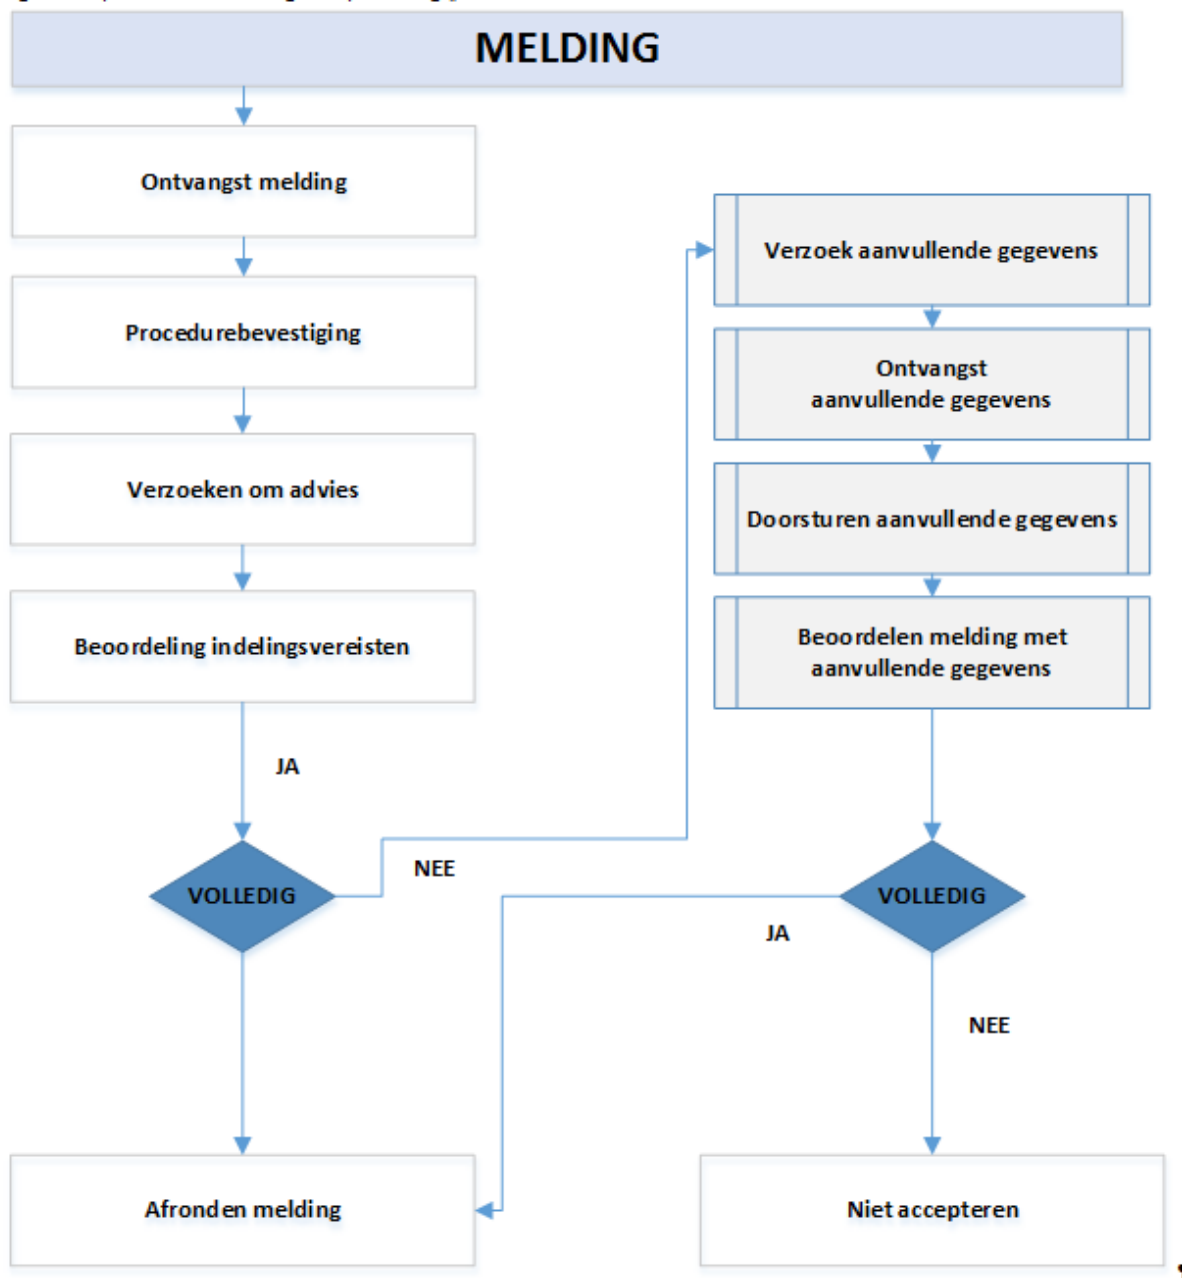 MELDING
Ontvangst melding
Procedurebevestiging
Verzoeken om advies
Beoordeling indelingsvereisten
JA
VOLLEDIG
NEE
Afronden melding
Verzoek aanvullende gegevens
Ontvangst
aanvullende gegevens
Doorsturen aanvullende gegevens
Beoordelen melding met
aanvullende gegevens
VOLLEDIG
JA
NEE
Niet accepteren